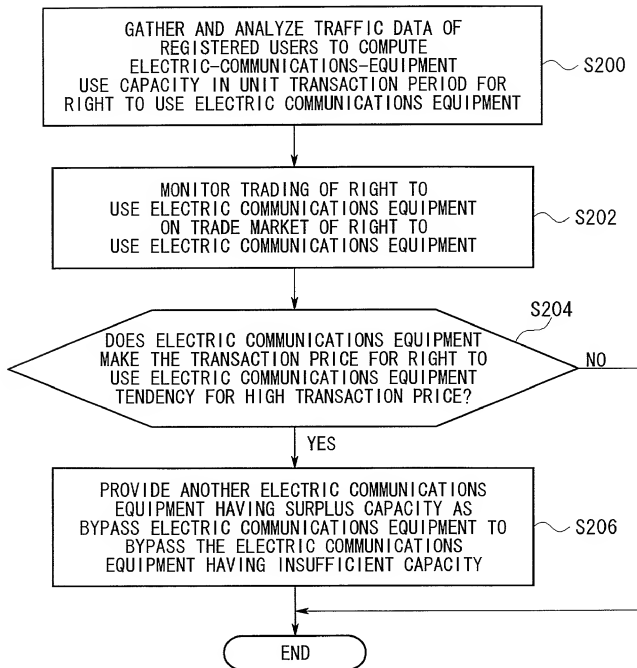 GATHER AND ANALYZE TRAFFIC DATA OF
REGISTERED USERS TO COMPUTE
ELECTRIC-COMMUNICATIONS-EQUIPMENT
USE CAPACITY IN UNIT TRANSACTION PERIOD FOR
RIGHT TO USE ELECTRIC COMMUNICATIONS EQUIPMENT
S200
MONITOR TRADING OF RIGHT TO
USE ELECTRIC COMMUNICATIONS EQUIPMENT
ON TRADE MARKET OF RIGHT TO
USE ELECTRIC COMMUNICATIONS EQUIPMENT
S202
S204
DOES ELECTRIC COMMUNICATIONS EQUIPMENT
MAKE THE TRANSACTION PRICE FOR RIGHT TO
USE ELECTRIC COMMUNICATIONS EQUIPMENT
TENDENCY FOR HIGH TRANSACTION PRICE?
NO
YES
PROVIDE ANOTHER ELECTRIC COMMUNICATIONS
EQUIPMENT HAVING SURPLUS CAPACITY AS
BYPASS ELECTRIC COMMUNICATIONS EQUIPMENT TO
BYPASS THE ELECTRIC COMMUNICATIONS
EQUIPMENT HAVING INSUFFICIENT CAPACITY
S206
END